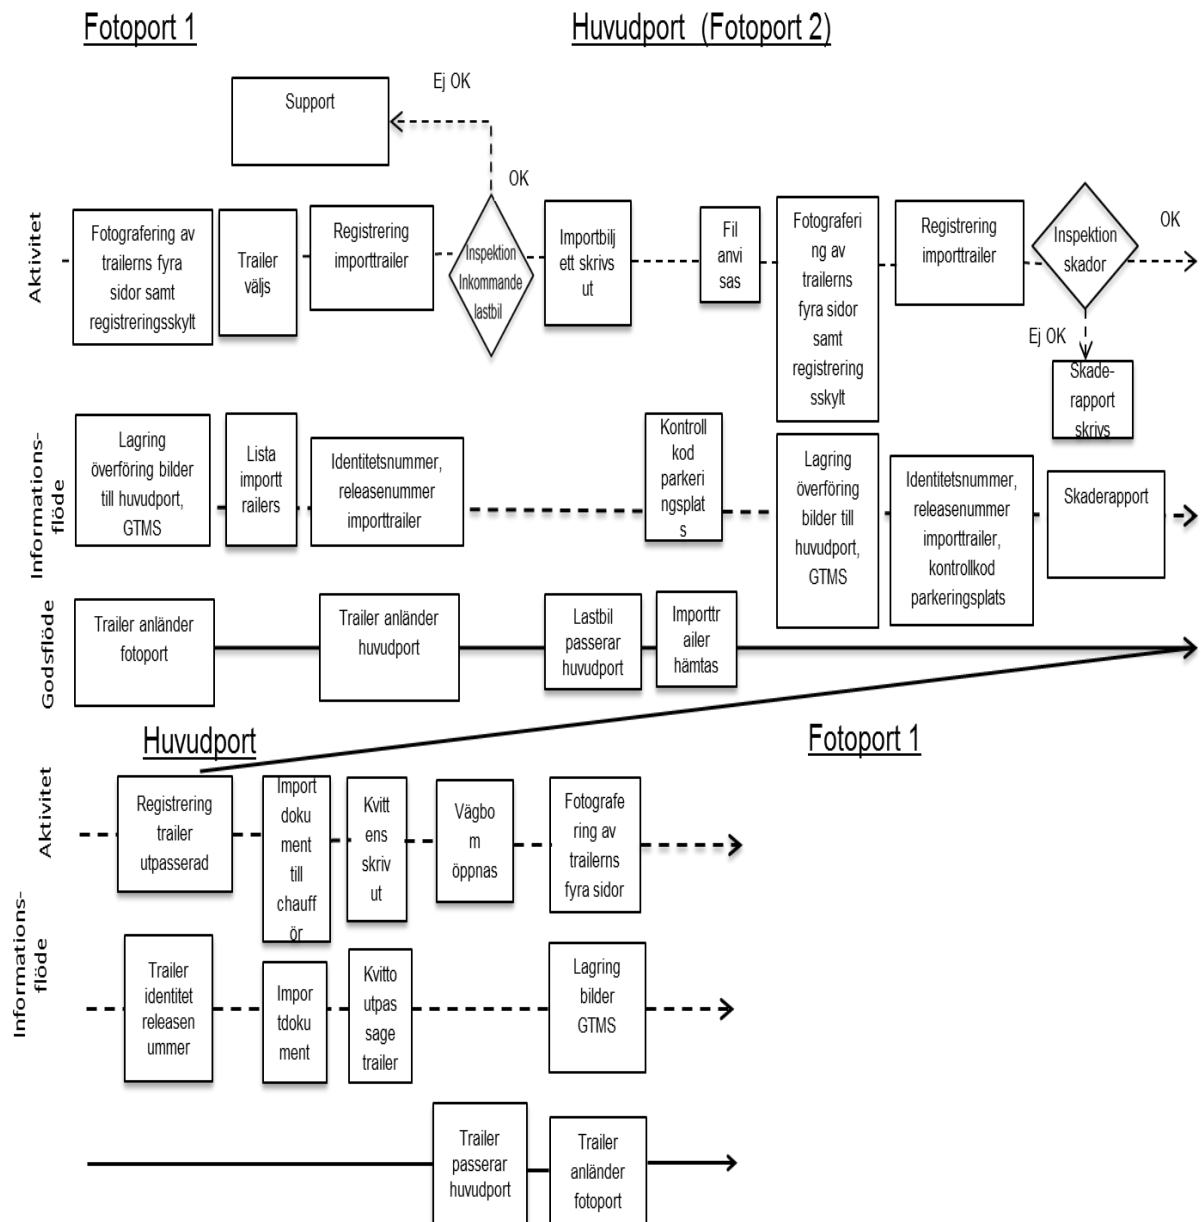 Fotoport 1
Huvudport (Fotoport 2)
Ej OK
Support
OK
Aktivitet
Fotografering av
trailerns fyra
sidor samt
registreringsskylt
Trailer
väljs
Registrering
importtrailer
Inspektion
Inkommande
lastbil
Importbilj
ett skrivs
ut
Fil
anvi
sas
Fotograferi
ng av
trailerns
fyra sidor
samt
registrering
sskylt
Registrering
importtrailer
Inspektion
skador
OK
Ej OK
Skade-
rapport
skrivs
Informations-
flöde
Lagring
överföring bilder
till huvudport,
GTMS
Lista
importt
railers
Identitetsnummer,
releasenummer
importtrailer
Kontroll
kod
parkeri
ngsplat
s
Lagring
överföring
bilder till
huvudport,
GTMS
Identitetsnummer,
releasenummer
importtrailer,
kontrollkod
parkeringsplats
Skaderapport
Godsflöde
Trailer anländer
fotoport
Trailer anländer
huvudport
Lastbil
passerar
huvudport
Importtr
ailer
hämtas
Huvudport
Fotoport 1
Aktivitet
Registrering
trailer
utpasserad
Import
doku
ment
till
chauff
ör
Kvitt
ens
skriv
ut
Vägbo
m
öppnas
Fotografe
ring av
trailerns
fyra sidor
Informations-
flöde
Trailer
identitet
releasen
ummer
Impor
tdoku
ment
Kvitto
utpas
sage
trailer
Lagring
bilder
GTMS
Trailer
passerar
huvudport
Trailer
anländer
fotoport